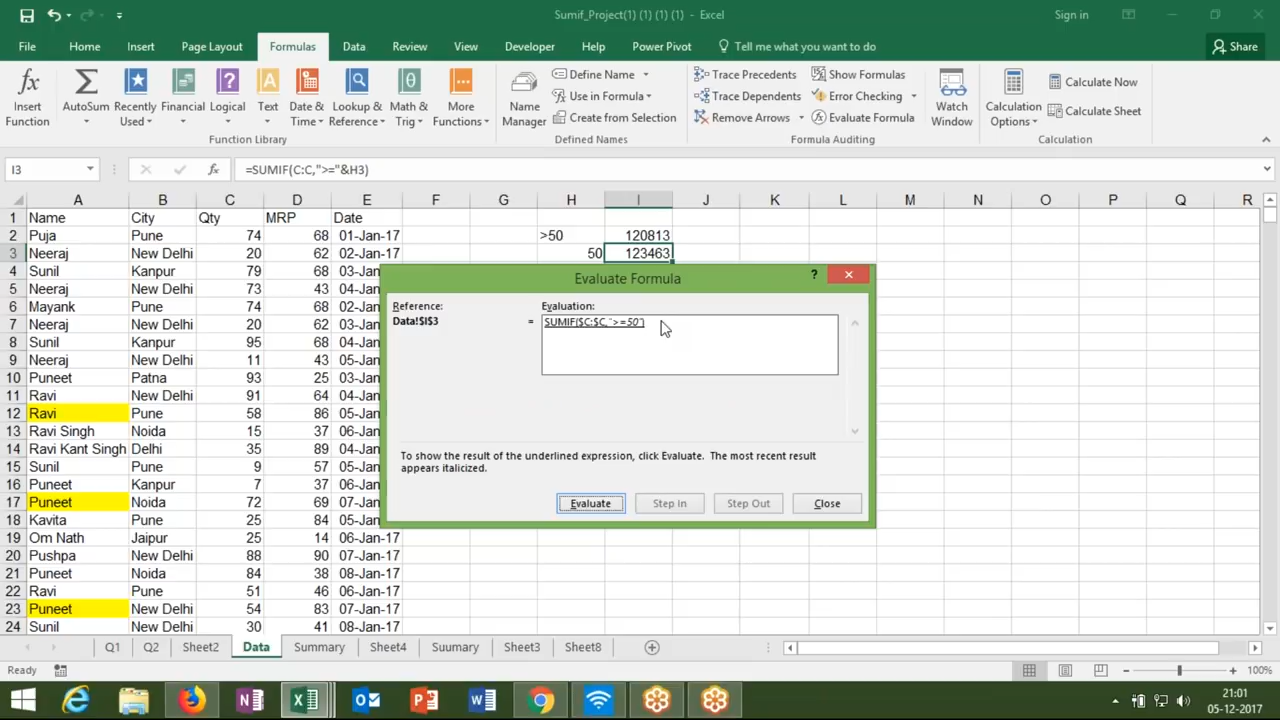 Sumif_Project(1) (1) (1) (1) - Excel
Sign in
File Home Insert Page Layout Formulas Data Review View Developer Help Power Pivot Tell me what you want to do Share
Insert Function
AutoSum
Recently Used
Financial
Logical
Text
Date & Time
Lookup & Reference
Math & Trig
More Functions
Function Library
Name Manager
Define Name
Use in Formula
Create from Selection
Defined Names
Trace Precedents
Trace Dependents
Remove Arrows
Show Formulas
Error Checking
Evaluate Formula
Formula Auditing
Watch Window
Calculation Options
Calculate Now
Calculate Sheet
Calculation
I3 fx =SUMIF(C:C,">="&H3)
A B C D E F G H I J K L M N O P Q R
1 Name City Qty MRP Date
2 Puja Pune 74 68 01-Jan-17 >50 120813
3 Neeraj New Delhi 20 62 02-Jan-17 50 123463
4 Sunil Kanpur 79 68 03-Jan
5 Neeraj New Delhi 73 43 04-Jan
6 Mayank Pune 74 68 02-Jan
7 Neeraj New Delhi 20 62 03-Jan
8 Sunil Kanpur 95 68 04-Jan
9 Neeraj New Delhi 11 43 05-Jan
10 Puneet Patna 93 25 03-Jan
11 Ravi New Delhi 91 64 04-Jan
12 Ravi Pune 58 86 05-Jan
13 Ravi Singh Noida 15 37 06-Jan
14 Ravi Kant Singh Delhi 35 89 04-Jan
15 Sunil Pune 9 57 05-Jan
16 Puneet Kanpur 7 37 06-Jan
17 Puneet Noida 72 69 07-Jan
18 Kavita Pune 25 84 05-Jan
19 Om Nath Jaipur 25 14 06-Jan-17
20 Pushpa New Delhi 88 90 07-Jan-17
21 Puneet Noida 84 38 08-Jan-17
22 Ravi Pune 51 46 06-Jan-17
23 Puneet New Delhi 54 83 07-Jan-17
24 Sunil New Delhi 30 41 08-Jan-17
Evaluate Formula
?
Reference:
Evaluation:
Data!$I$3 = SUMIF($C:$C,">=50")
To show the result of the underlined expression, click Evaluate. The most recent result
appears italicized.
Evaluate Step In Step Out Close
Q1 Q2 Sheet2 Data Summary Sheet4 Suumary Sheet3 Sheet8
Ready
100%
21:01
05-12-2017